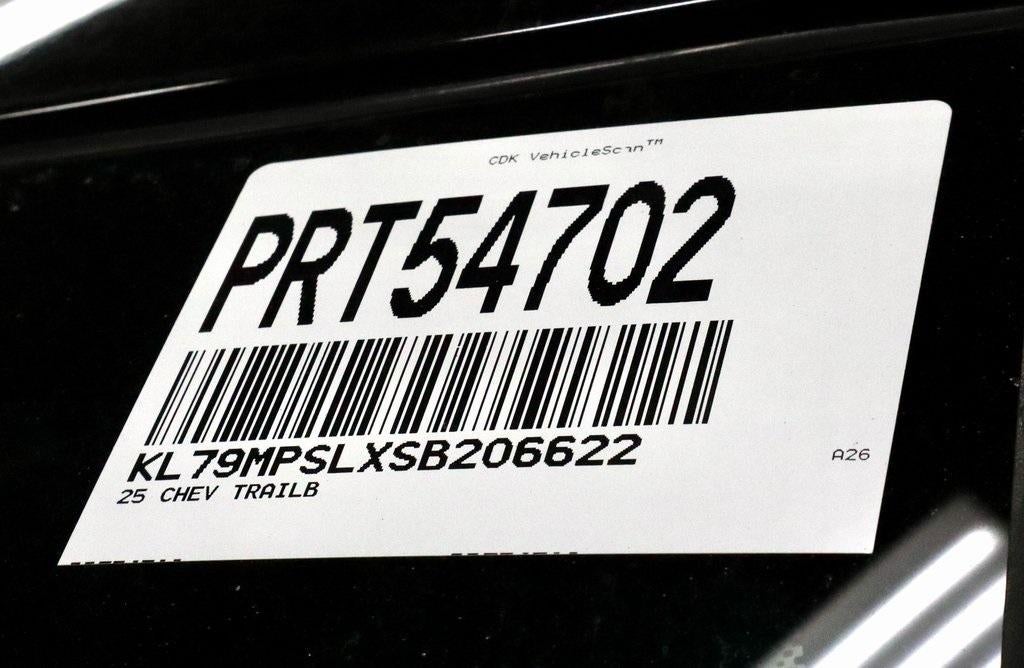 CDK VehicleScan™
PRT54702
KL79MPSLXSB206622
25 CHEV TRAILB
A26